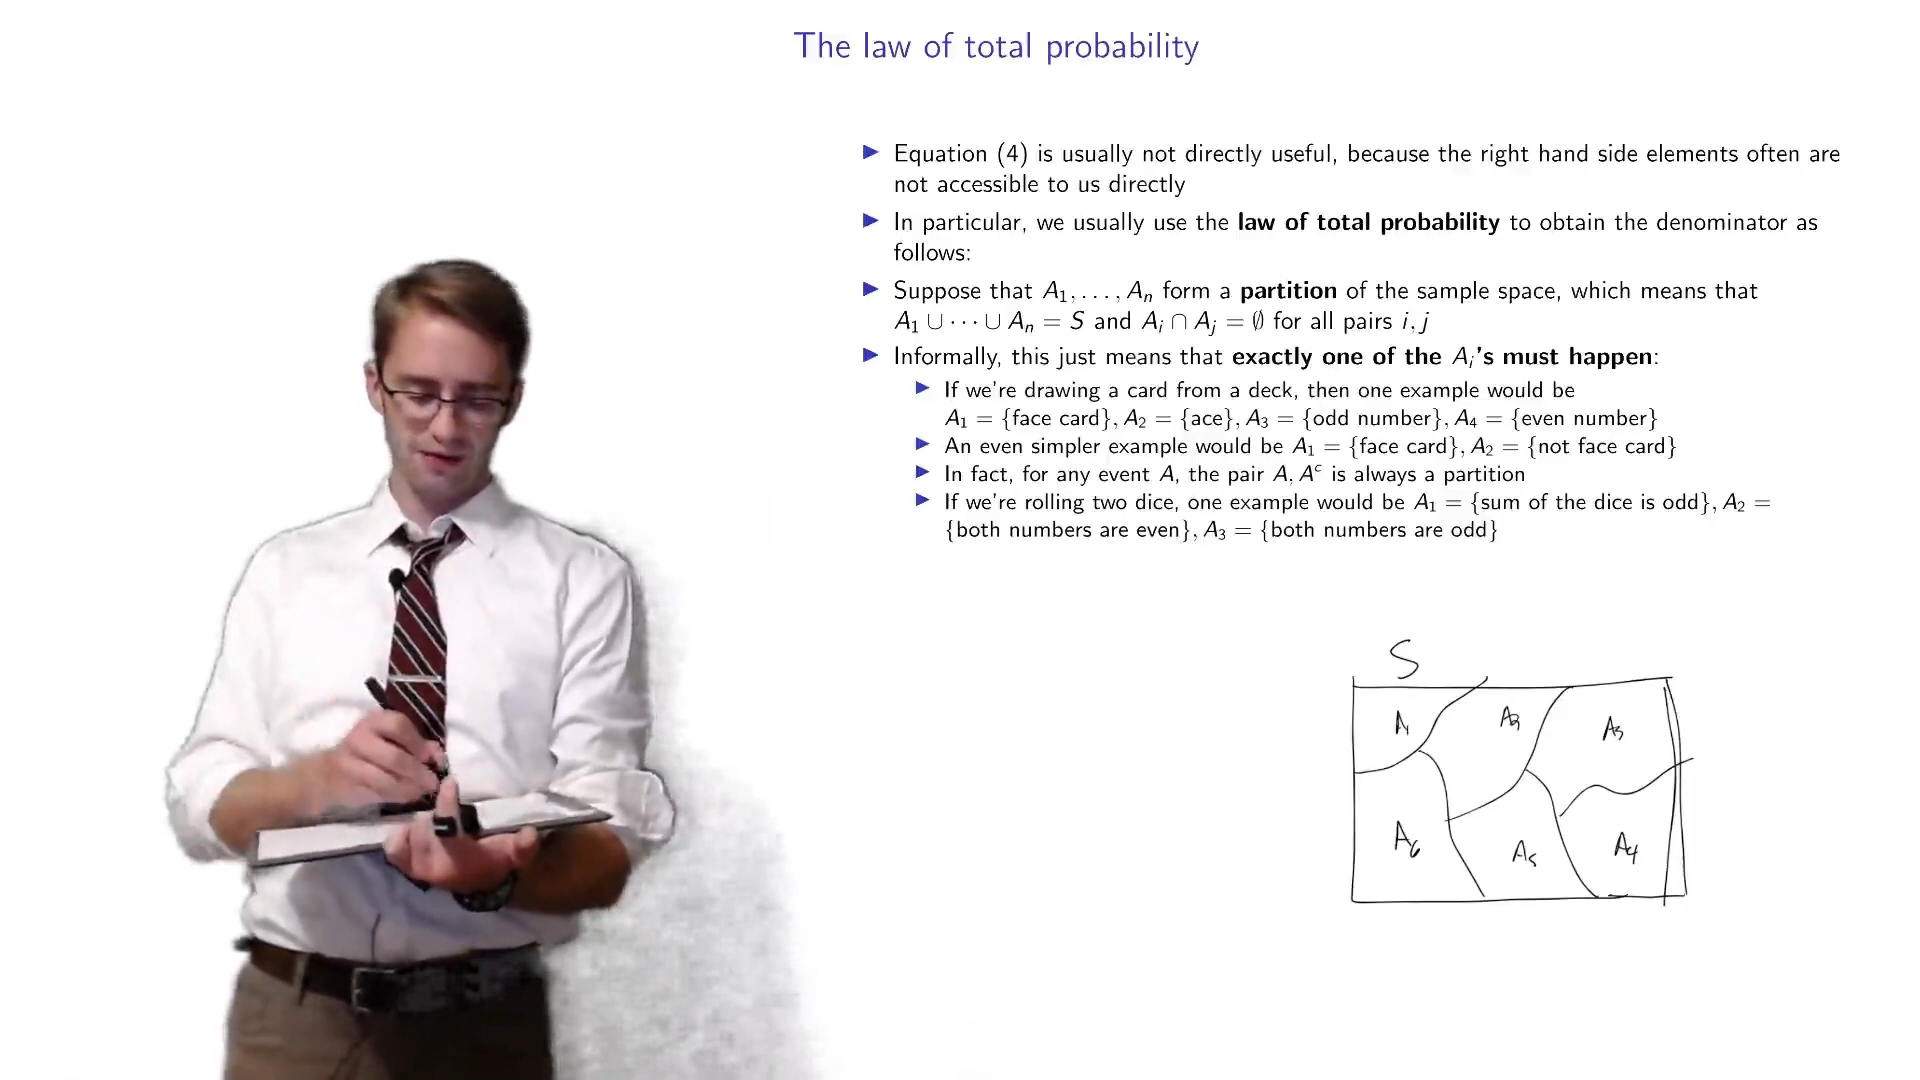 The law of total probability
▶ Equation (4) is usually not directly useful, because the right hand side elements often are
not accessible to us directly
▶ In particular, we usually use the law of total probability to obtain the denominator as
follows:
▶ Suppose that A₁, . . . , Aₙ form a partition of the sample space, which means that
A₁ ∪ · · · ∪ Aₙ = S and Aᵢ ∩ Aⱼ = ∅ for all pairs i, j
▶ Informally, this just means that exactly one of the Aᵢ's must happen:
▶ If we're drawing a card from a deck, then one example would be
A₁ = {face card}, A₂ = {ace}, A₃ = {odd number}, A₄ = {even number}
▶ An even simpler example would be A₁ = {face card}, A₂ = {not face card}
▶ In fact, for any event A, the pair A, Aᶜ is always a partition
▶ If we're rolling two dice, one example would be A₁ = {sum of the dice is odd}, A₂ =
{both numbers are even}, A₃ = {both numbers are odd}
S
A₁ A₂ A₃
A₆ A₅ A₄